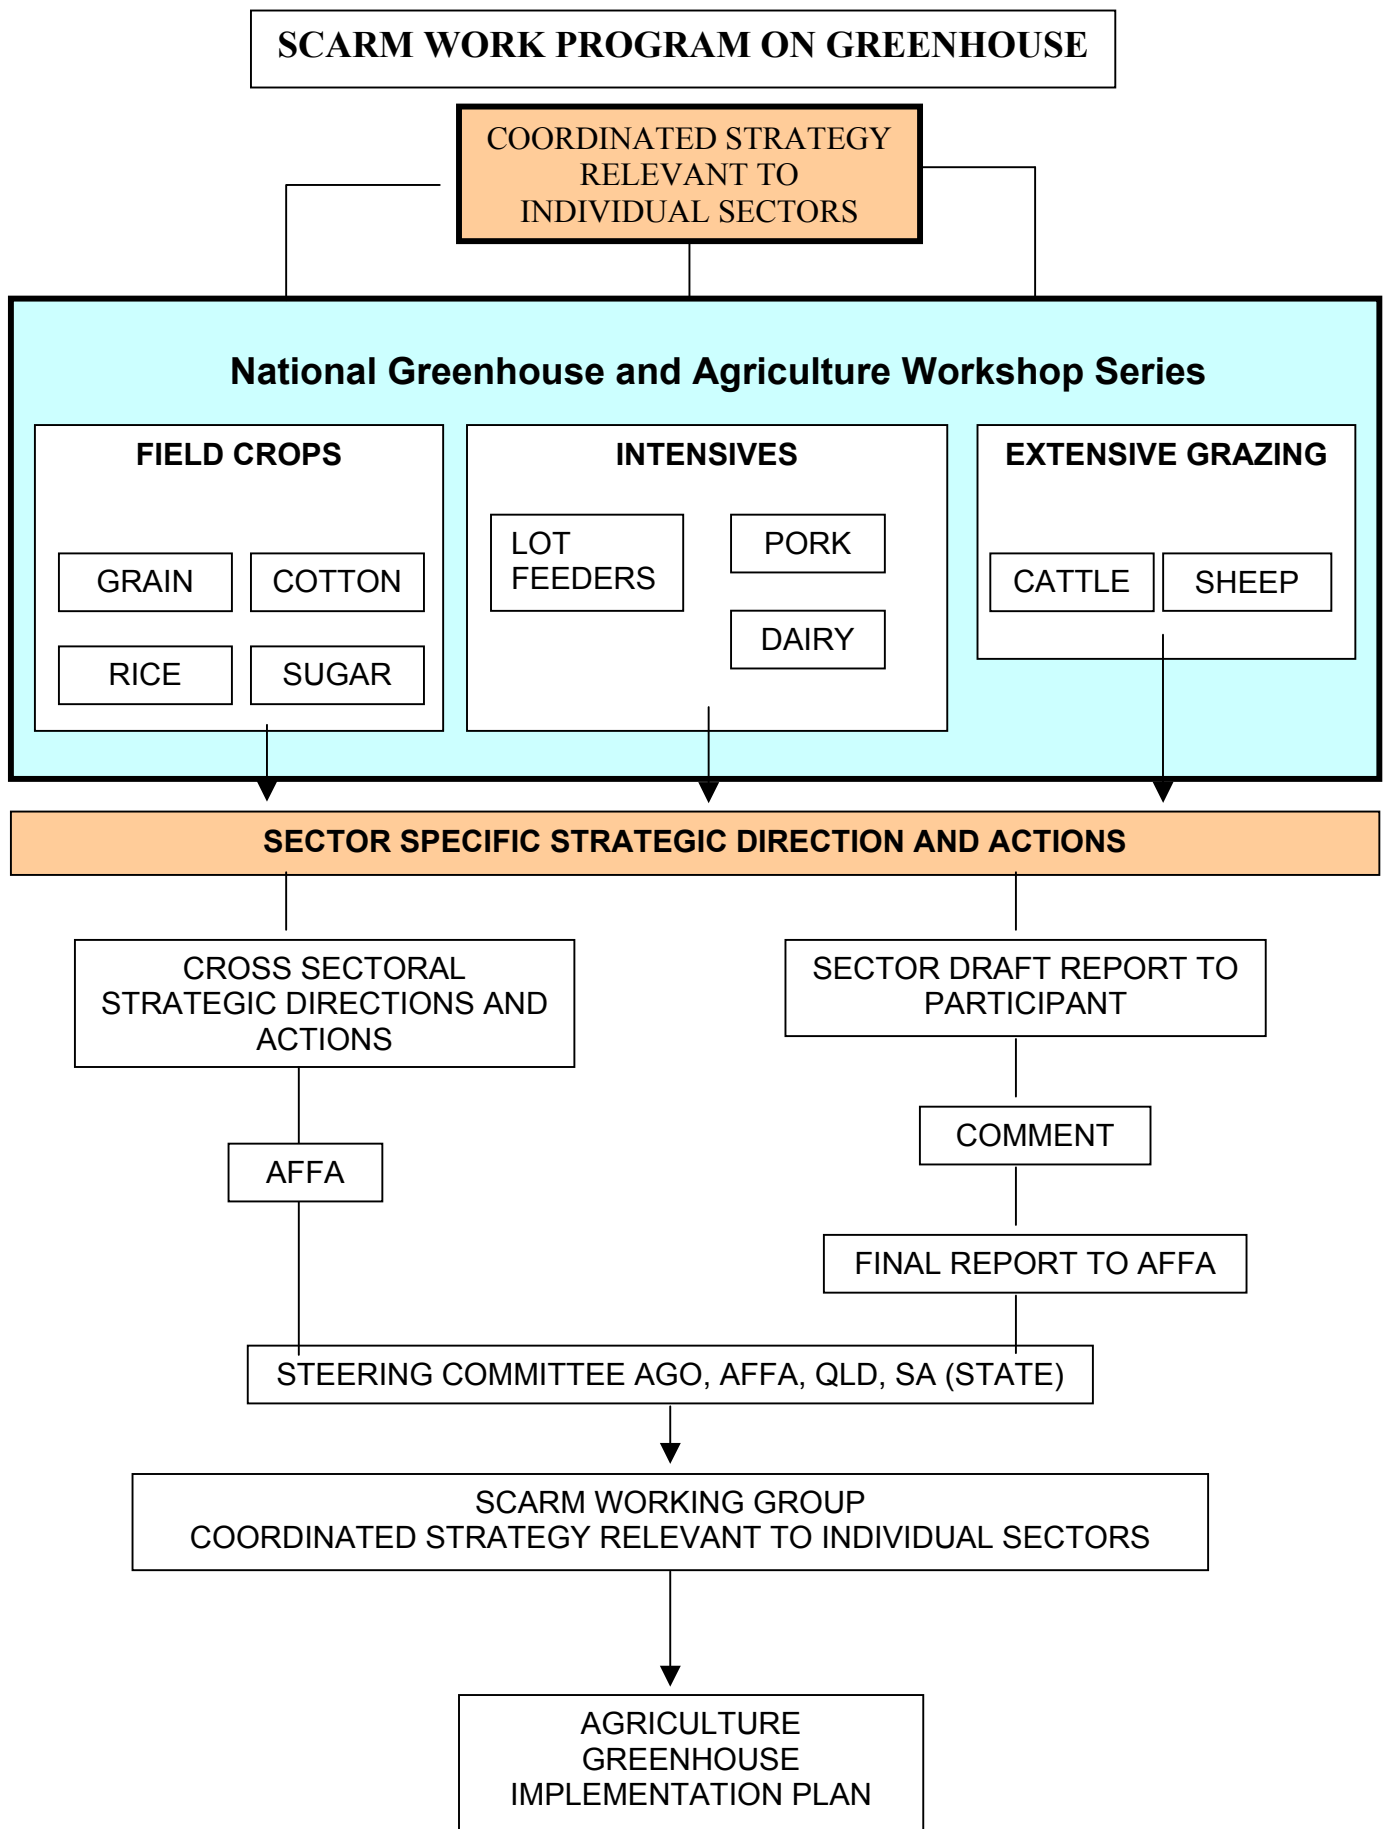 SCARM WORK PROGRAM ON GREENHOUSE
COORDINATED STRATEGY
RELEVANT TO
INDIVIDUAL SECTORS
National Greenhouse and Agriculture Workshop Series
FIELD CROPS
GRAIN
COTTON
RICE
SUGAR
INTENSIVES
LOT
FEEDERS
PORK
DAIRY
EXTENSIVE GRAZING
CATTLE
SHEEP
SECTOR SPECIFIC STRATEGIC DIRECTION AND ACTIONS
CROSS SECTORAL
STRATEGIC DIRECTIONS AND
ACTIONS
AFFA
SECTOR DRAFT REPORT TO
PARTICIPANT
COMMENT
FINAL REPORT TO AFFA
STEERING COMMITTEE AGO, AFFA, QLD, SA (STATE)
SCARM WORKING GROUP
COORDINATED STRATEGY RELEVANT TO INDIVIDUAL SECTORS
AGRICULTURE
GREENHOUSE
IMPLEMENTATION PLAN